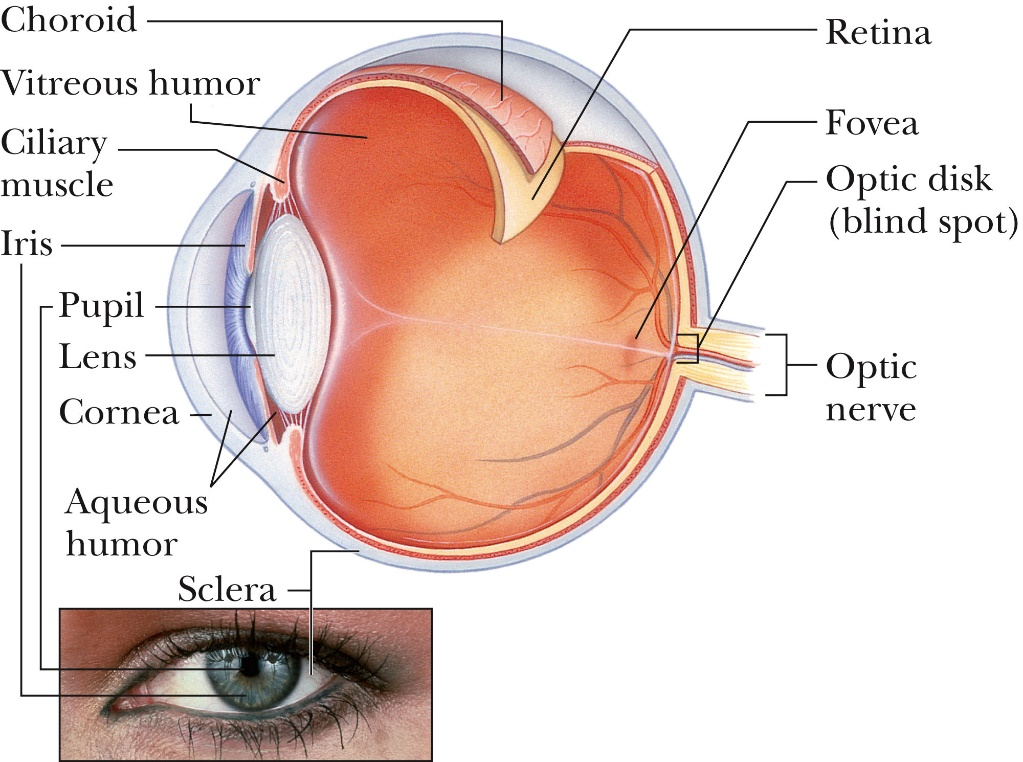 Choroid
Vitreous humor
Ciliary
muscle
Iris
Pupil
Lens
Cornea
Aqueous
humor
Sclera
Retina
Fovea
Optic disk
(blind spot)
Optic
nerve